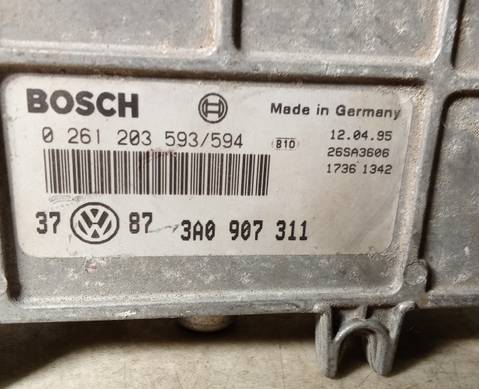 BOSCH
Made in Germany
0 261 203 593/594
B10
12.04.95
26SA3606
1736 1342
37 VW 87 3A0 907 311